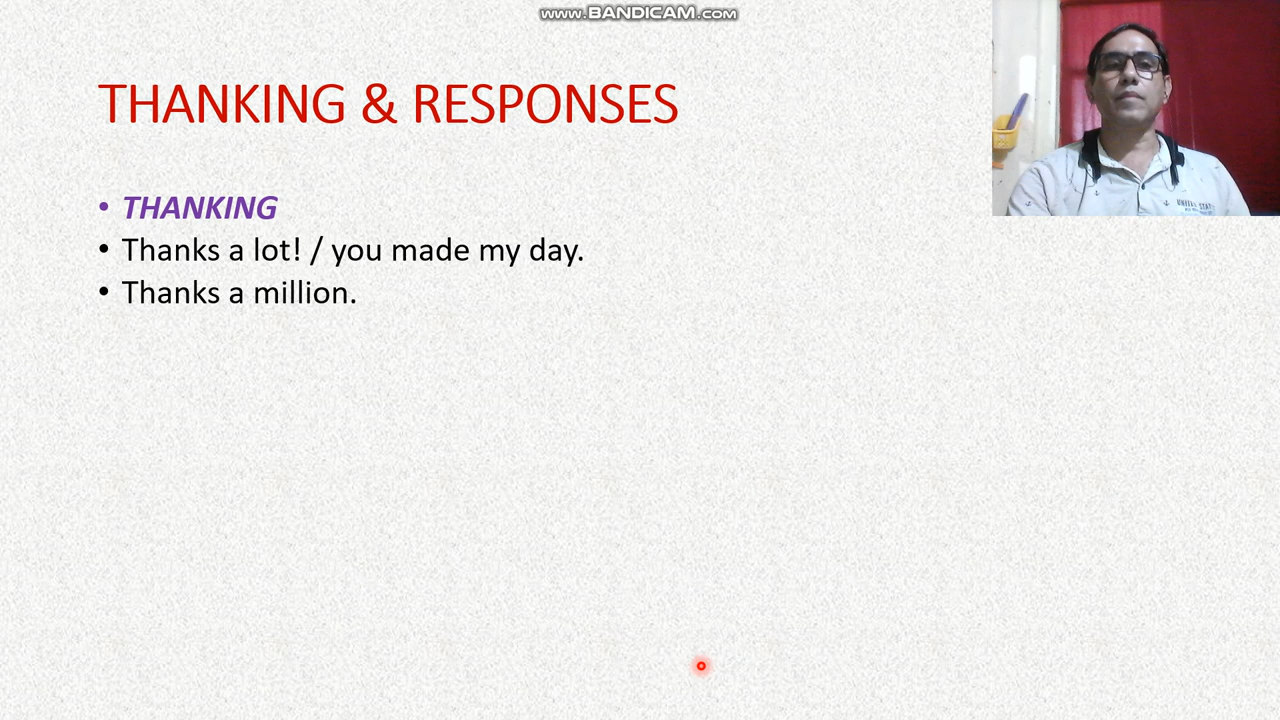 www.BANDICAM.com
THANKING & RESPONSES
• THANKING
• Thanks a lot! / you made my day.
• Thanks a million.